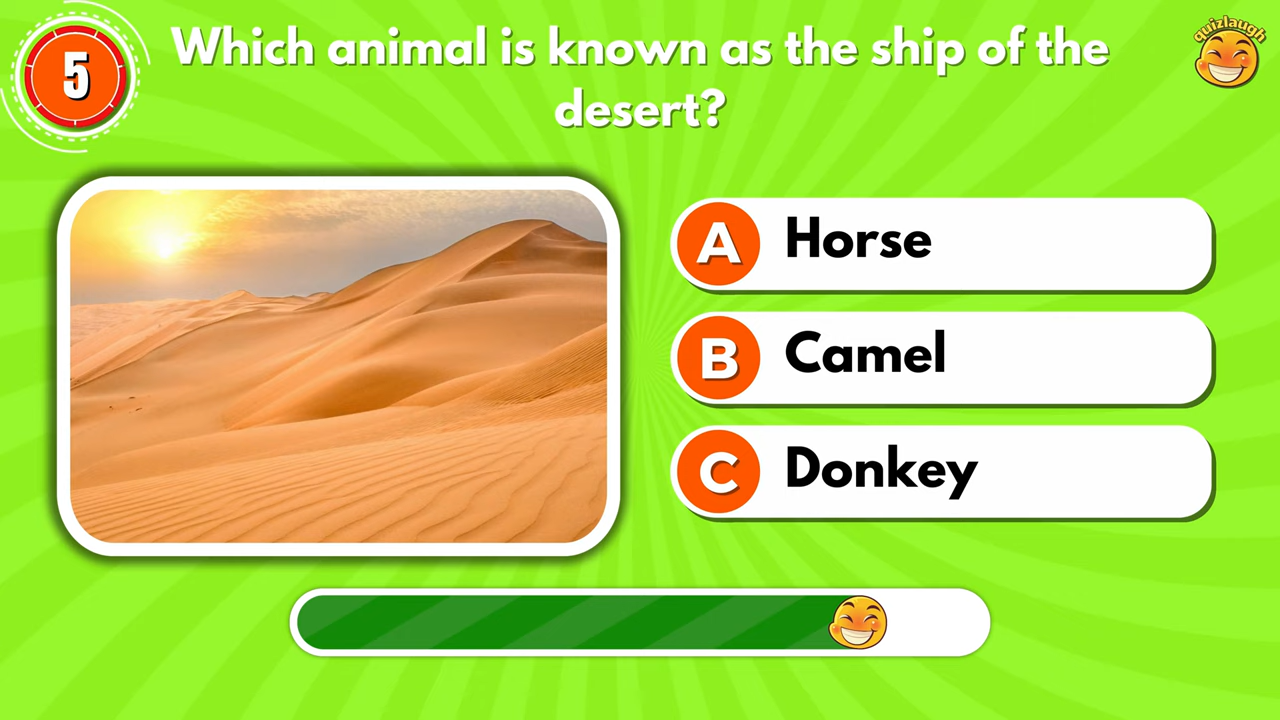 5
Which animal is known as the ship of the
desert?
quizlaugh
A Horse
B Camel
C Donkey